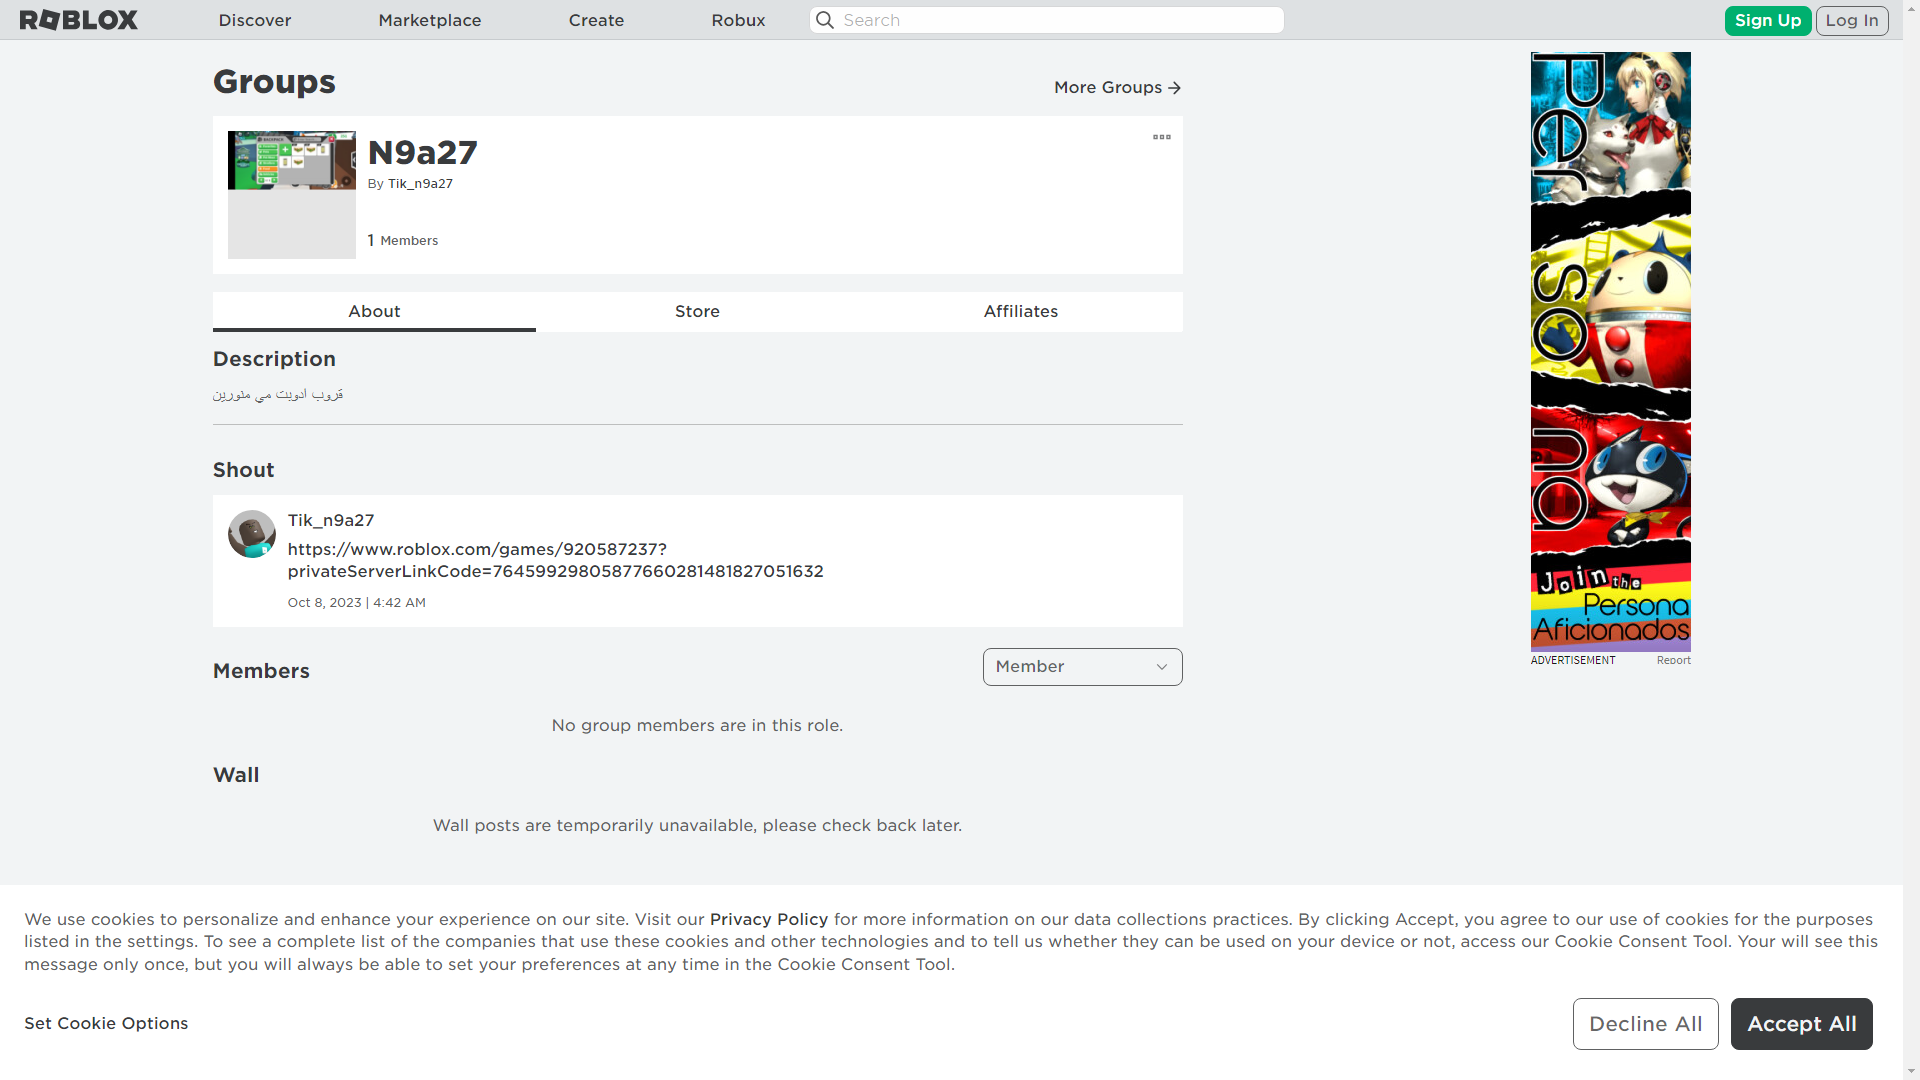 ROBLOX
Discover
Marketplace
Create
Robux
Search
Sign Up
Log In
Groups
More Groups
N9a27
By Tik_n9a27
1 Members
About
Store
Affiliates
Description
قروب ادوبت مي منورين
Shout
Tik_n9a27
https://www.roblox.com/games/920587237?
privateServerLinkCode=76459929805877660281481827051632
Oct 8, 2023 | 4:42 AM
Members
Member
No group members are in this role.
Wall
Wall posts are temporarily unavailable, please check back later.
Per
so
na
Join the
Persona
Aficionados
ADVERTISEMENT
Report
We use cookies to personalize and enhance your experience on our site. Visit our Privacy Policy for more information on our data collections practices. By clicking Accept, you agree to our use of cookies for the purposes
listed in the settings. To see a complete list of the companies that use these cookies and other technologies and to tell us whether they can be used on your device or not, access our Cookie Consent Tool. Your will see this
message only once, but you will always be able to set your preferences at any time in the Cookie Consent Tool.
Set Cookie Options
Decline All
Accept All